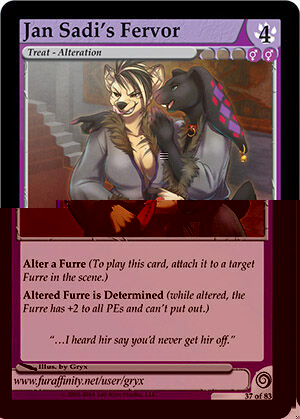 Jan Sadi's Fervor
4
Treat - Alteration
Alter a Furre (To play this card, attach it to a target
Furre in the scene.)
Altered Furre is Determined (while altered, the
Furre has +2 to all PEs and can't put out.)
"…I heard hir say you'd never get hir off."
Illus. by Gryx
www.furaffinity.net/user/gryx
37 of 83